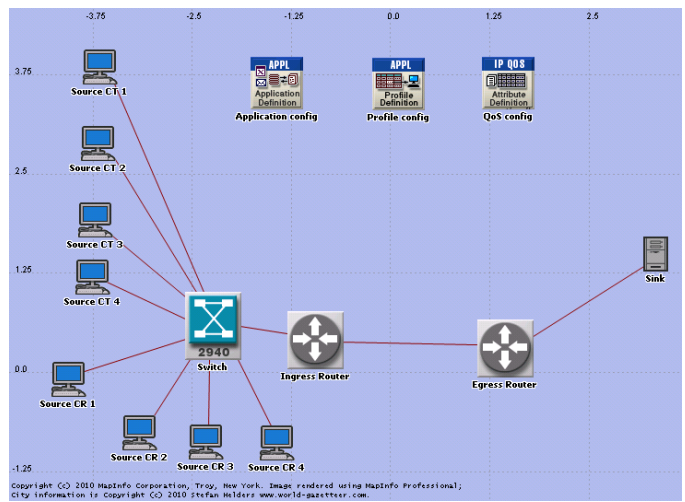 -3.75 -2.5 -1.25 0.0 1.25 2.5
APPL APPL IP QOS
3.75
Application Definition Profile Definition Attribute Definition
Source CT 1
Application config Profile config QoS config
2.5
Source CT 2
Source CT 3
1.25
Sink
Source CT 4
2940
Switch Ingress Router Egress Router
0.0
Source CR 1
Source CR 2 Source CR 3 Source CR 4
-1.25
Copyright (c) 2010 MapInfo Corporation, Troy, New York. Image rendered using MapInfo Professional;
City information is Copyright (c) 2010 Stefan Helders www.world-gazetteer.com.